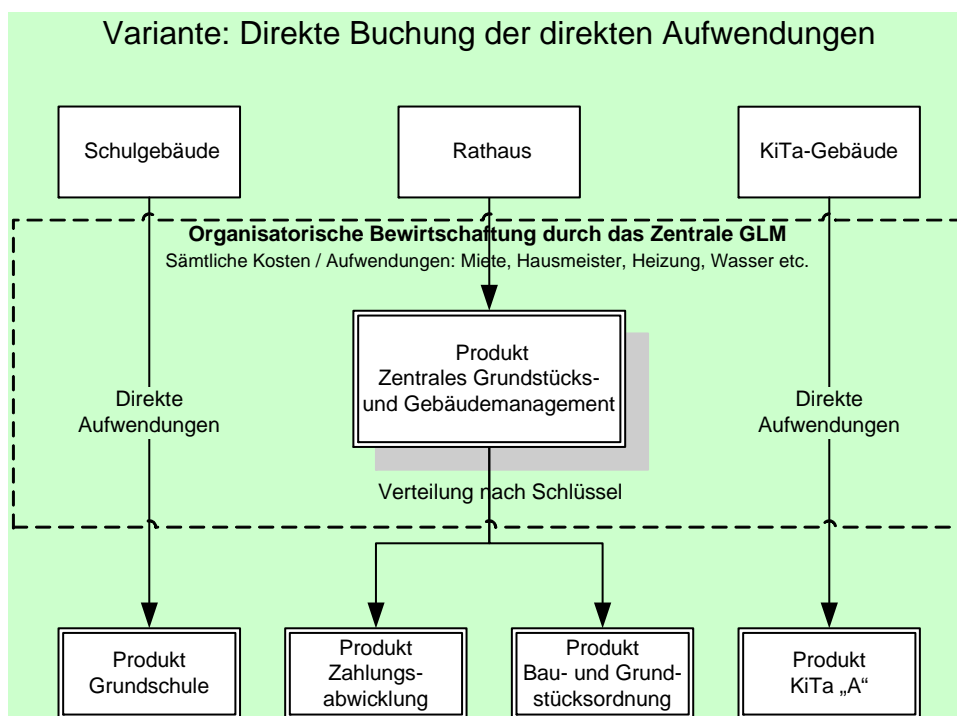 Variante: Direkte Buchung der direkten Aufwendungen
Schulgebäude
Rathaus
KiTa-Gebäude
Organisatorische Bewirtschaftung durch das Zentrale GLM
Sämtliche Kosten / Aufwendungen: Miete, Hausmeister, Heizung, Wasser etc.
Produkt
Zentrales Grundstücks-
und Gebäudemanagement
Direkte
Aufwendungen
Direkte
Aufwendungen
Verteilung nach Schlüssel
Produkt
Grundschule
Produkt
Zahlungs-
abwicklung
Produkt
Bau- und Grund-
stücksordnung
Produkt
KiTa „A“